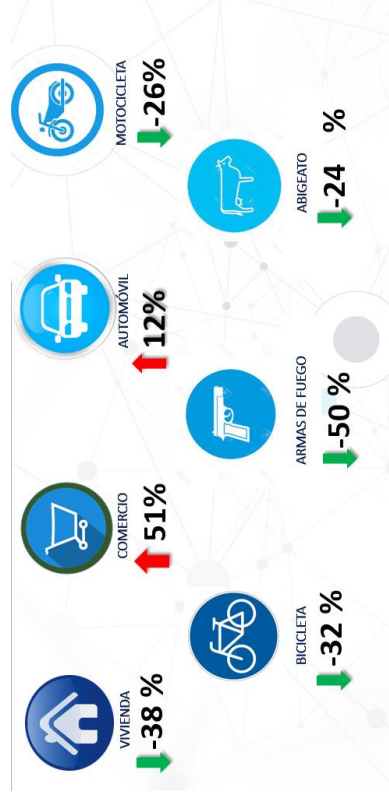 VIVIENDA
-38 %
COMERCIO
51%
AUTOMÓVIL
12%
MOTOCICLETA
-26%
BICICLETA
-32 %
ARMAS DE FUEGO
-50 %
ABIGEATO
-24 %